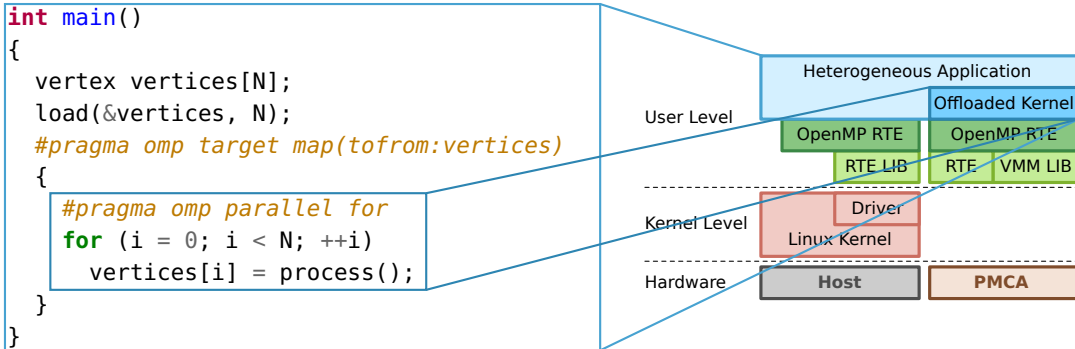 int main()
{
vertex vertices[N];
load(&vertices, N);
#pragma omp target map(tofrom:vertices)
{
#pragma omp parallel for
for (i = 0; i < N; ++i)
vertices[i] = process();
}
}
Heterogeneous Application
Offloaded Kernel
User Level
OpenMP RTE
OpenMP RTE
RTE LIB
RTE
VMM LIB
Kernel Level
Driver
Linux Kernel
Hardware
Host
PMCA